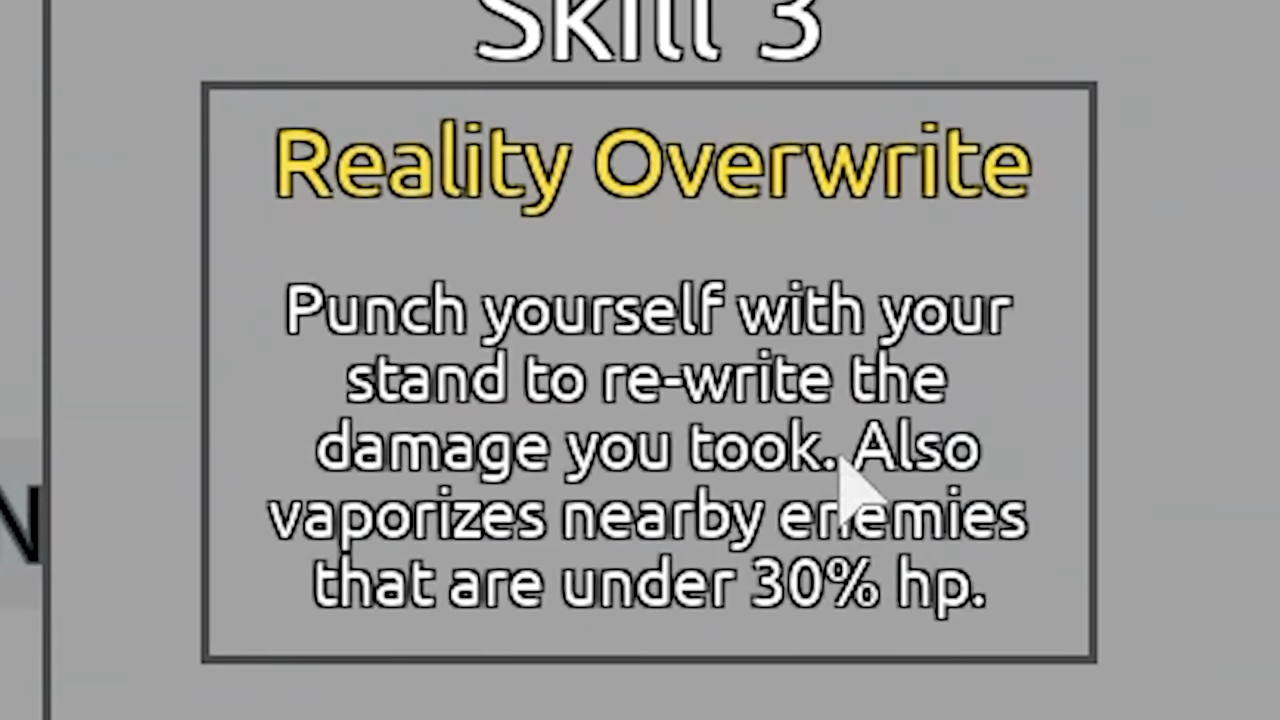 Skill 3
Reality Overwrite
Punch yourself with your
stand to re-write the
damage you took. Also
vaporizes nearby enemies
that are under 30% hp.
N